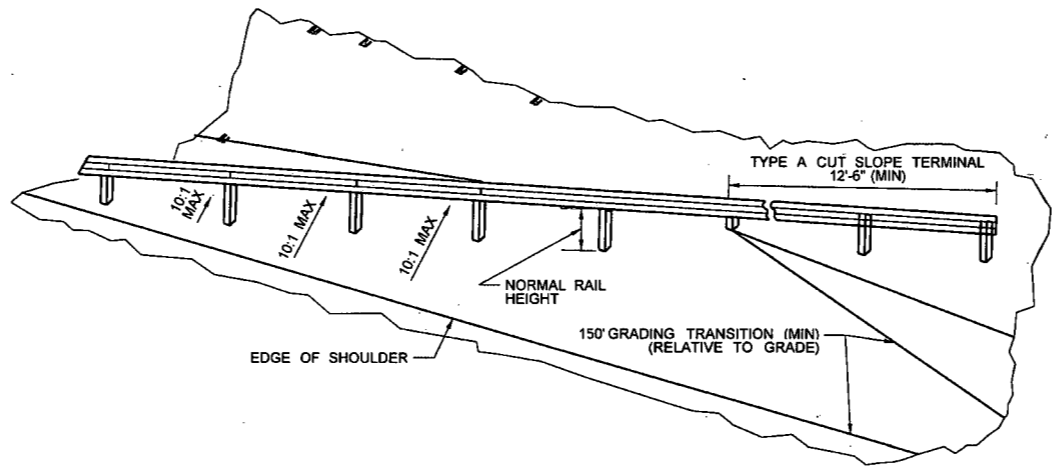 TYPE A CUT SLOPE TERMINAL
12'-6" (MIN)
10:1
MAX
10:1 MAX
10:1 MAX
NORMAL RAIL
HEIGHT
150' GRADING TRANSITION (MIN)
(RELATIVE TO GRADE)
EDGE OF SHOULDER